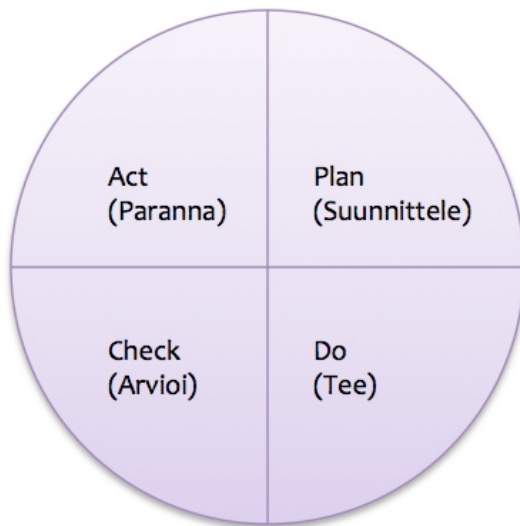 Act
(Paranna)
Plan
(Suunnittele)
Check
(Arvioi)
Do
(Tee)